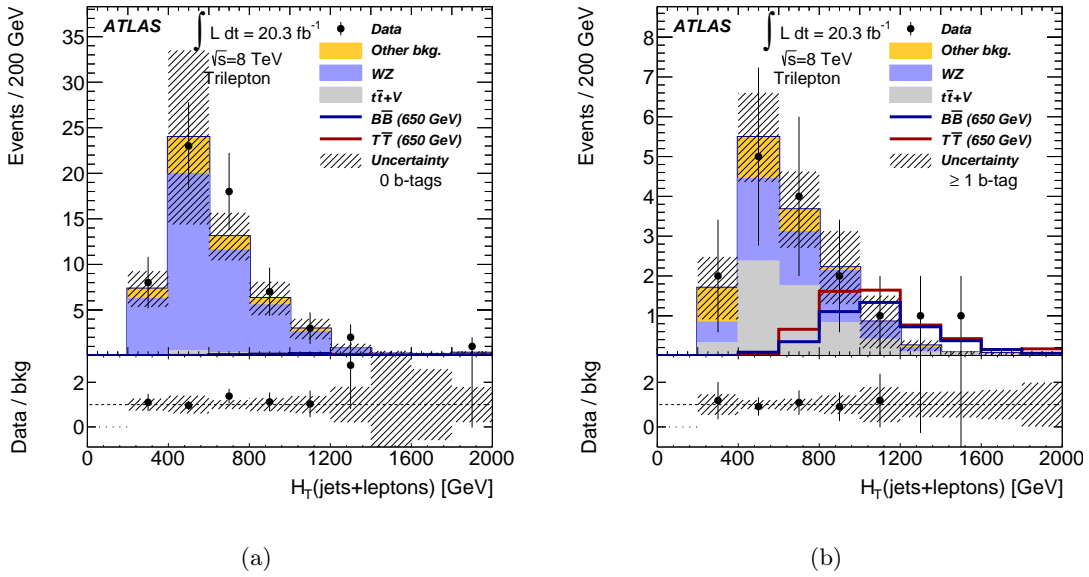 ATLAS
∫ L dt = 20.3 fb⁻¹
√s=8 TeV
Trilepton
Data
Other bkg.
WZ
tt̄+V
BB̄ (650 GeV)
TT̄ (650 GeV)
Uncertainty
0 b-tags
Events / 200 GeV
35
30
25
20
15
10
5
Data / bkg
2
0
0 400 800 1200 1600 2000
H_T(jets+leptons) [GeV]
(a)
ATLAS
∫ L dt = 20.3 fb⁻¹
√s=8 TeV
Trilepton
Data
Other bkg.
WZ
tt̄+V
BB̄ (650 GeV)
TT̄ (650 GeV)
Uncertainty
≥ 1 b-tag
Events / 200 GeV
8
7
6
5
4
3
2
1
Data / bkg
2
0
0 400 800 1200 1600 2000
H_T(jets+leptons) [GeV]
(b)